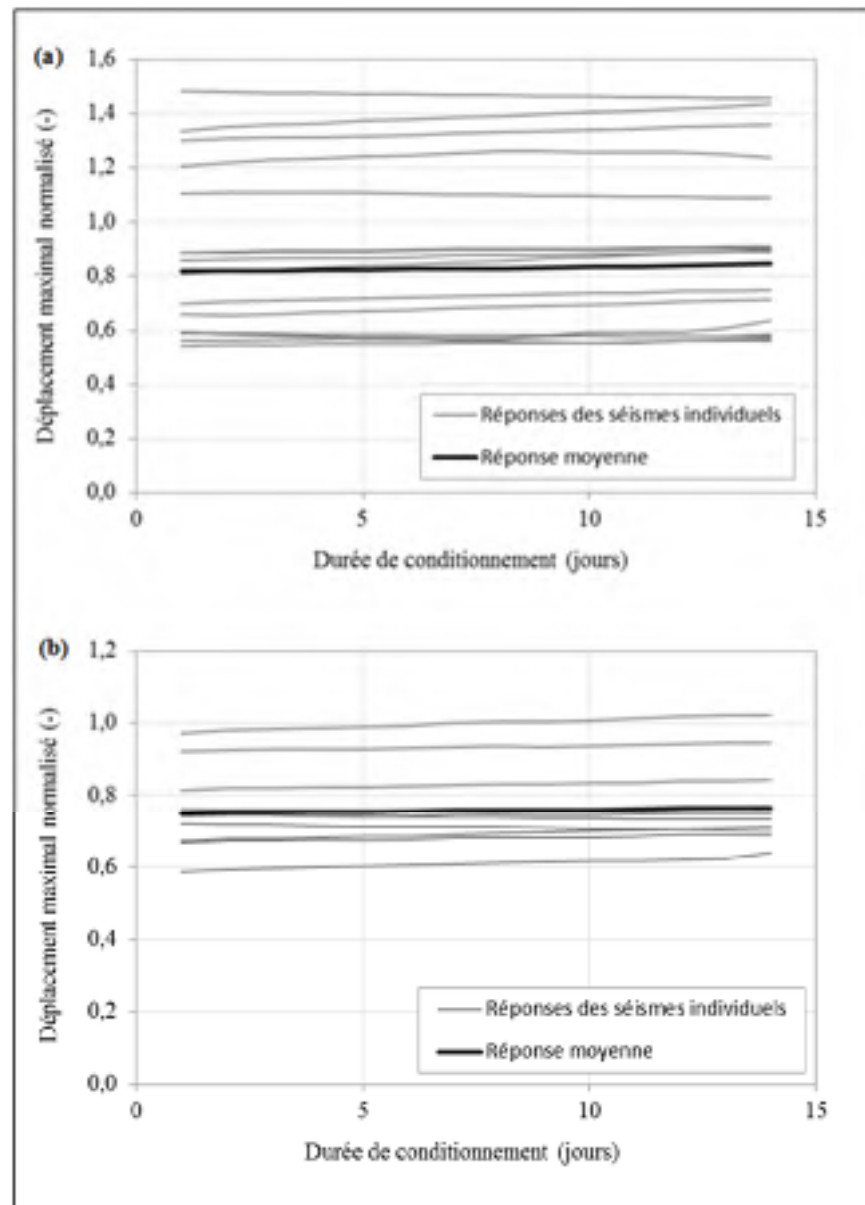 (a)
Déplacement maximal normalisé (-)
1,6
1,4
1,2
1,0
0,8
0,6
0,4
0,2
0,0
Réponses des séismes individuels
Réponse moyenne
0
5
10
15
Durée de conditionnement (jours)
(b)
Déplacement maximal normalisé (-)
1,2
1,0
0,8
0,6
0,4
0,2
0,0
Réponses des séismes individuels
Réponse moyenne
0
5
10
15
Durée de conditionnement (jours)